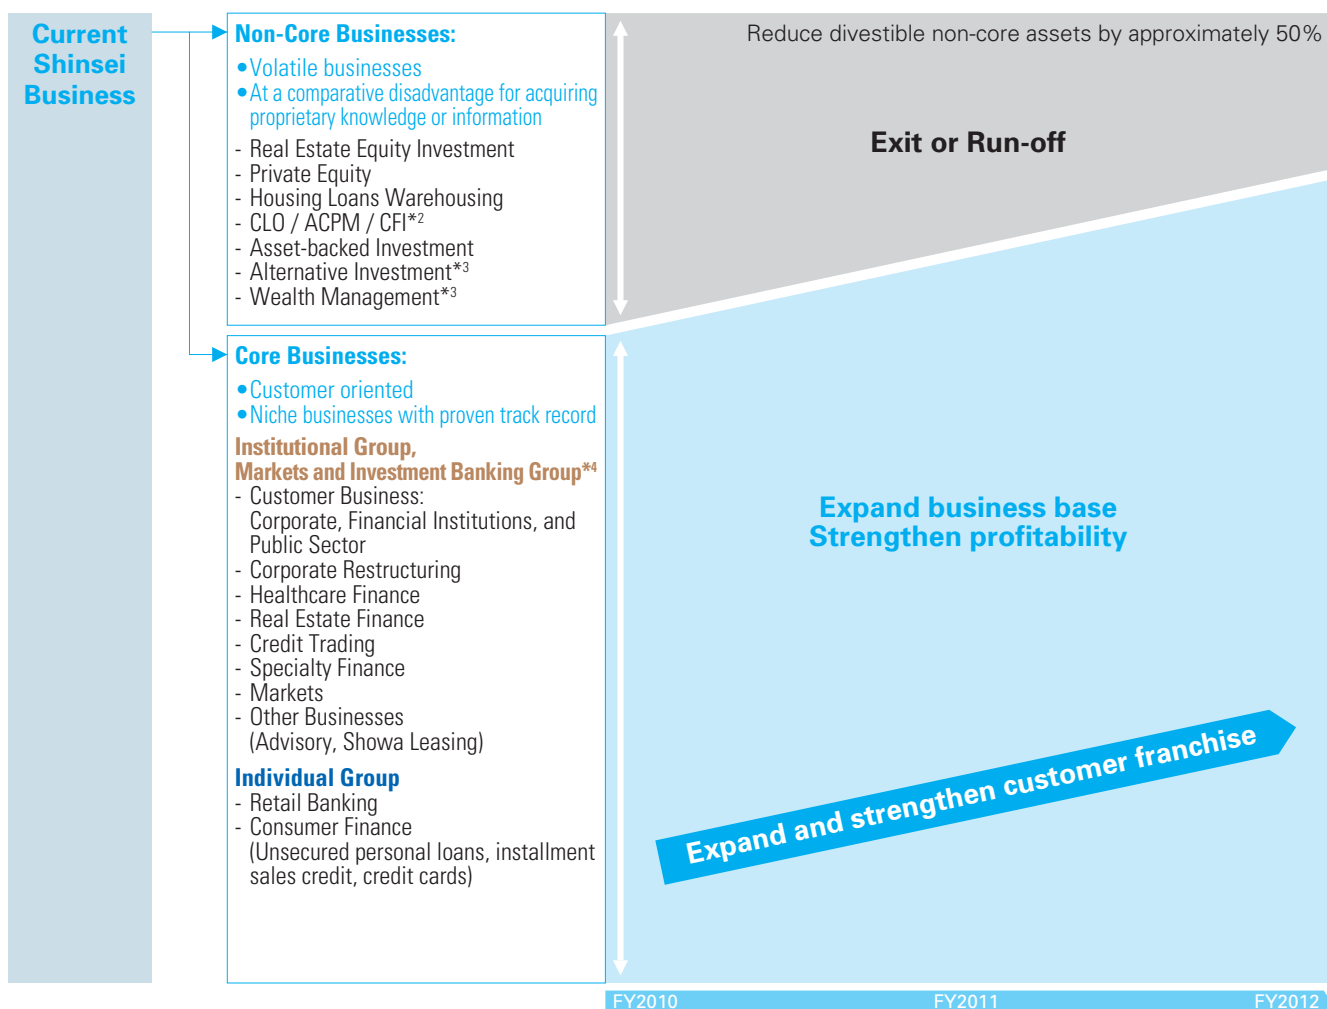 Current
Shinsei
Business
Non-Core Businesses:
•Volatile businesses
•At a comparative disadvantage for acquiring
proprietary knowledge or information
- Real Estate Equity Investment
- Private Equity
- Housing Loans Warehousing
- CLO / ACPM / CFI*2
- Asset-backed Investment
- Alternative Investment*3
- Wealth Management*3
Reduce divestible non-core assets by approximately 50%
Exit or Run-off
Core Businesses:
•Customer oriented
•Niche businesses with proven track record
Institutional Group,
Markets and Investment Banking Group*4
- Customer Business:
Corporate, Financial Institutions, and
Public Sector
- Corporate Restructuring
- Healthcare Finance
- Real Estate Finance
- Credit Trading
- Specialty Finance
- Markets
- Other Businesses
(Advisory, Showa Leasing)
Individual Group
- Retail Banking
- Consumer Finance
(Unsecured personal loans, installment
sales credit, credit cards)
Expand business base
Strengthen profitability
Expand and strengthen customer franchise
FY2010 FY2011 FY2012